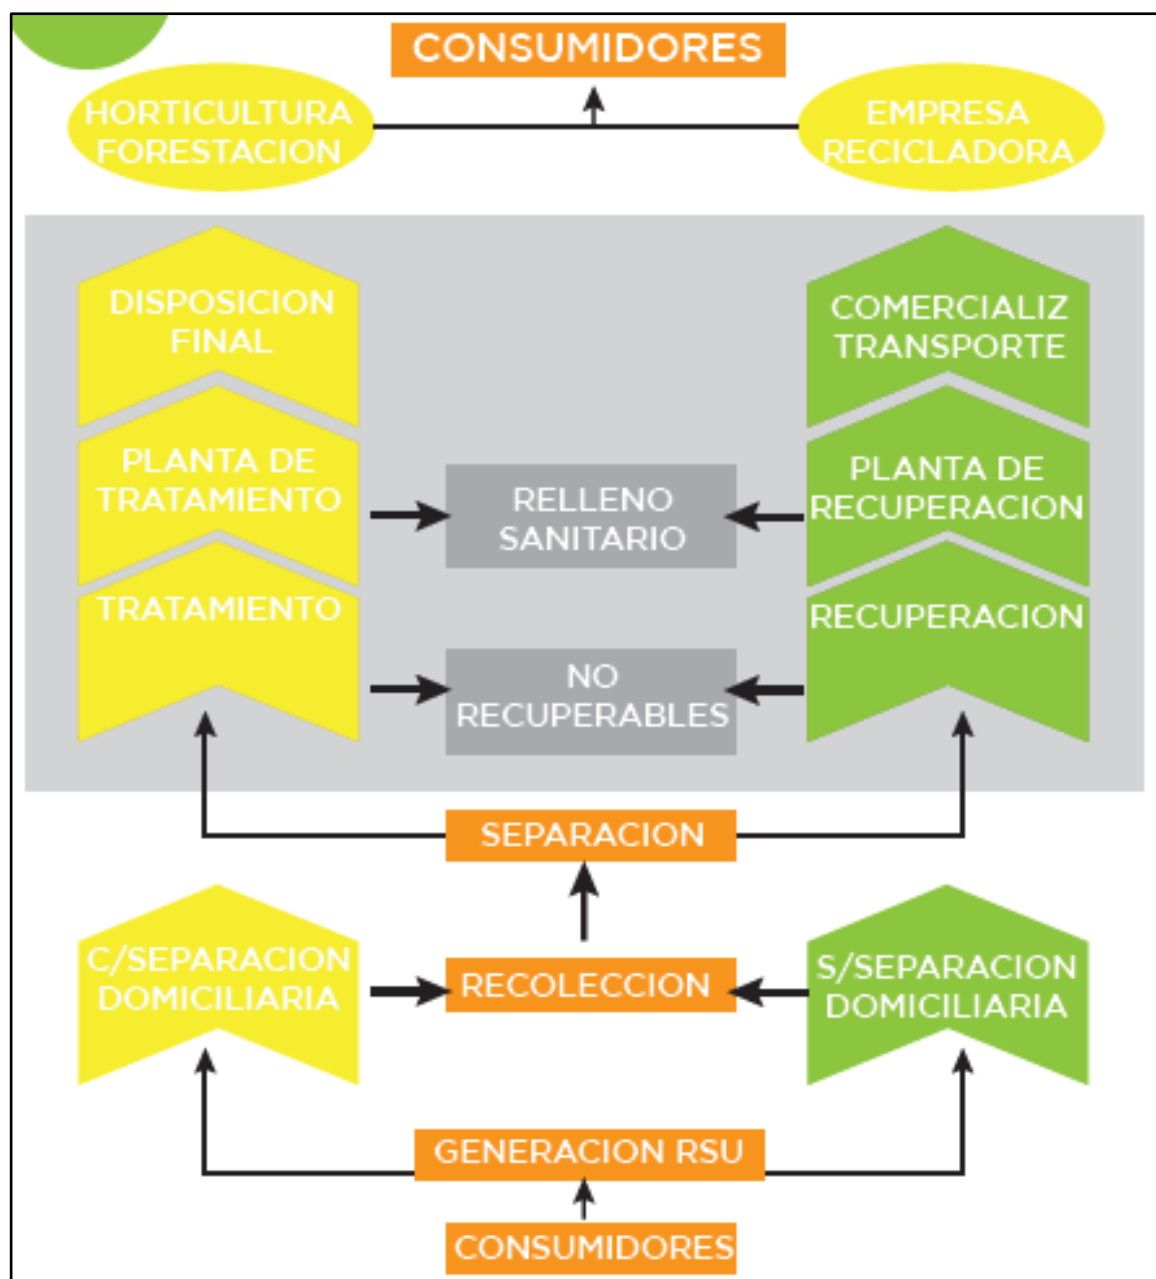 CONSUMIDORES
HORTICULTURA
FORESTACION
EMPRESA
RECICLADORA
DISPOSICION
FINAL
COMERCIALIZ
TRANSPORTE
PLANTA DE
TRATAMIENTO
RELLENO
SANITARIO
PLANTA DE
RECUPERACION
TRATAMIENTO
NO
RECUPERABLES
RECUPERACION
SEPARACION
C/SEPARACION
DOMICILIARIA
RECOLECCION
S/SEPARACION
DOMICILIARIA
GENERACION RSU
CONSUMIDORES